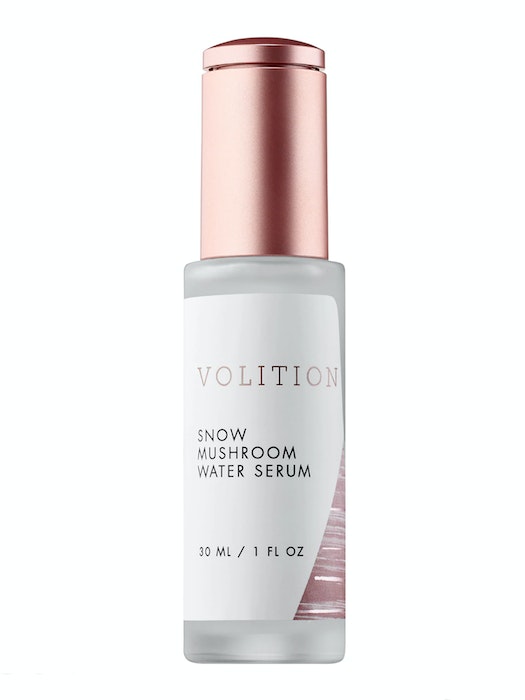 VOLITION
SNOW
MUSHROOM
WATER SERUM
30 ML / 1 FL OZ